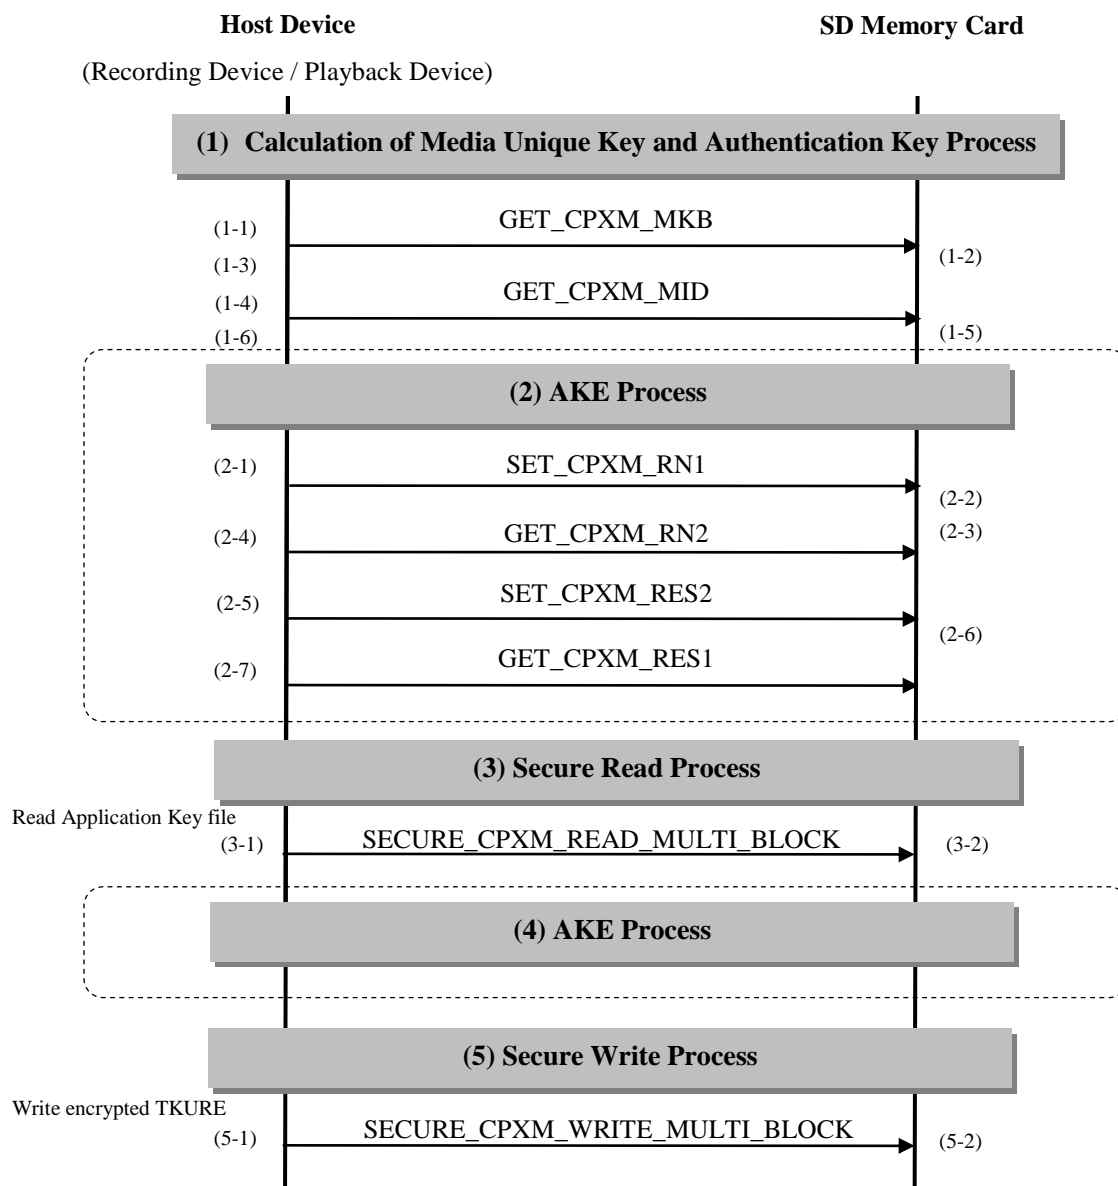 Host Device
SD Memory Card
(Recording Device / Playback Device)
(1) Calculation of Media Unique Key and Authentication Key Process
GET_CPXM_MKB
(1-1)
(1-2)
(1-3)
GET_CPXM_MID
(1-4)
(1-5)
(1-6)
(2) AKE Process
SET_CPXM_RN1
(2-1)
(2-2)
GET_CPXM_RN2
(2-3)
(2-4)
SET_CPXM_RES2
(2-5)
(2-6)
GET_CPXM_RES1
(2-7)
(3) Secure Read Process
Read Application Key file
(3-1)
SECURE_CPXM_READ_MULTI_BLOCK
(3-2)
(4) AKE Process
(5) Secure Write Process
Write encrypted TKURE
(5-1)
SECURE_CPXM_WRITE_MULTI_BLOCK
(5-2)